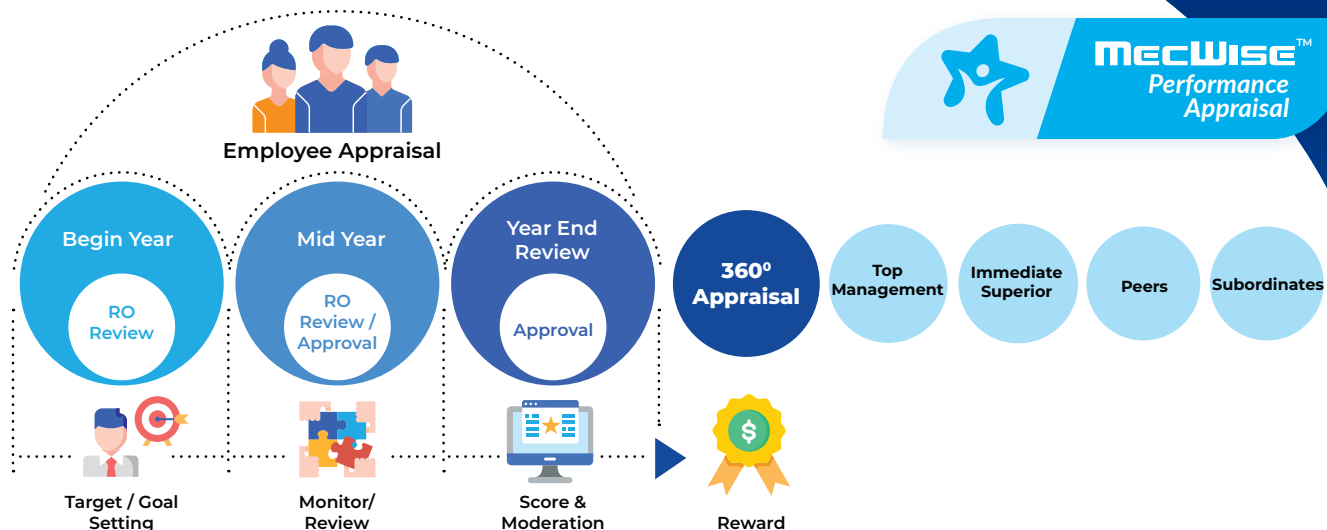 MECWISE™
Performance
Appraisal
Employee Appraisal
Begin Year
RO
Review
Mid Year
RO
Review /
Approval
Year End
Review
Approval
360⁰
Appraisal
Top
Management
Immediate
Superior
Peers
Subordinates
$
Target / Goal
Setting
Monitor/
Review
Score &
Moderation
Reward